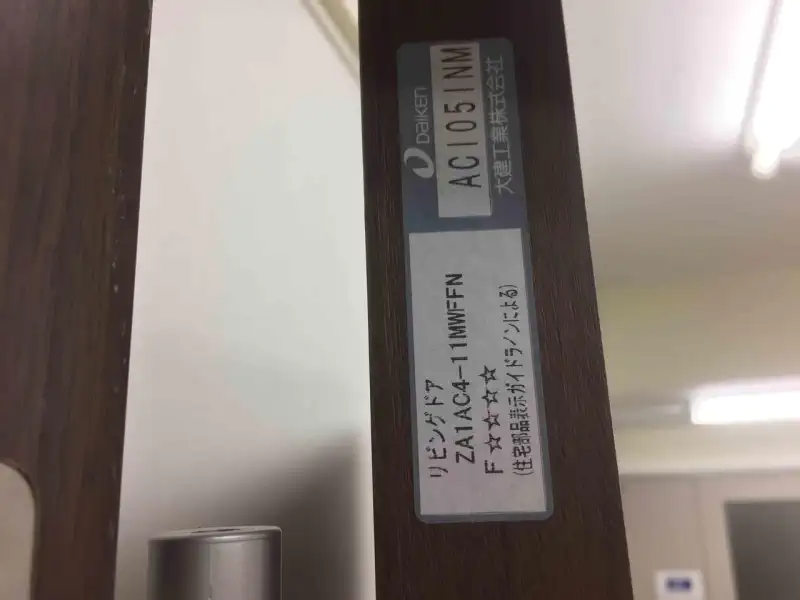 DAIKEN
ACI05INM
大建工業株式会社
リビングドア
ZA1AC4-11MWFFN
F☆☆☆☆
(住宅部品表示ガイドラインによる)